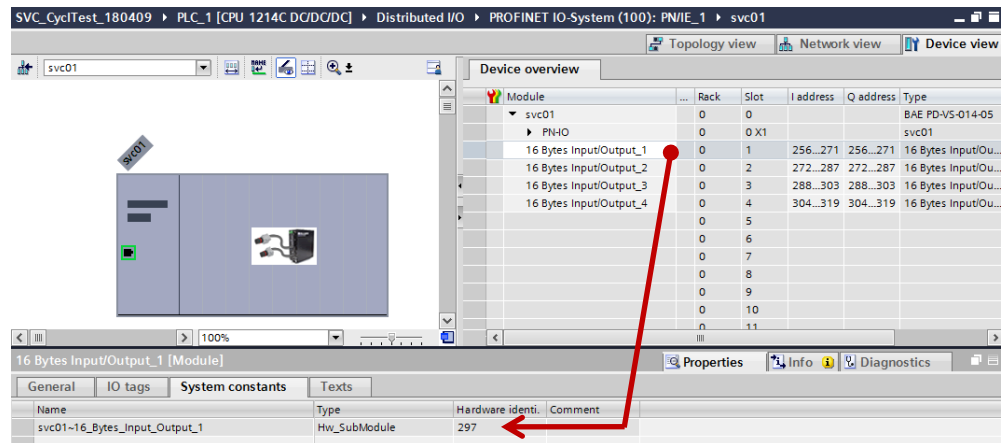 SVC_CyclTest_180409 ▸ PLC_1 [CPU 1214C DC/DC/DC] ▸ Distributed I/O ▸ PROFINET IO-System (100): PN/IE_1 ▸ svc01
Topology view Network view Device view
svc01
Device overview
Module ... Rack Slot I address Q address Type
svc01 0 0 BAE PD-VS-014-05
PN-IO 0 0 X1 svc01
16 Bytes Input/Output_1 0 1 256...271 256...271 16 Bytes Input/Ou...
16 Bytes Input/Output_2 0 2 272...287 272...287 16 Bytes Input/Ou...
16 Bytes Input/Output_3 0 3 288...303 288...303 16 Bytes Input/Ou...
16 Bytes Input/Output_4 0 4 304...319 304...319 16 Bytes Input/Ou...
0 5
0 6
0 7
0 8
0 9
0 10
0 11
svc01
100%
16 Bytes Input/Output_1 [Module]
Properties Info Diagnostics
General IO tags System constants Texts
Name Type Hardware identi. Comment
svc01~16_Bytes_Input_Output_1 Hw_SubModule 297